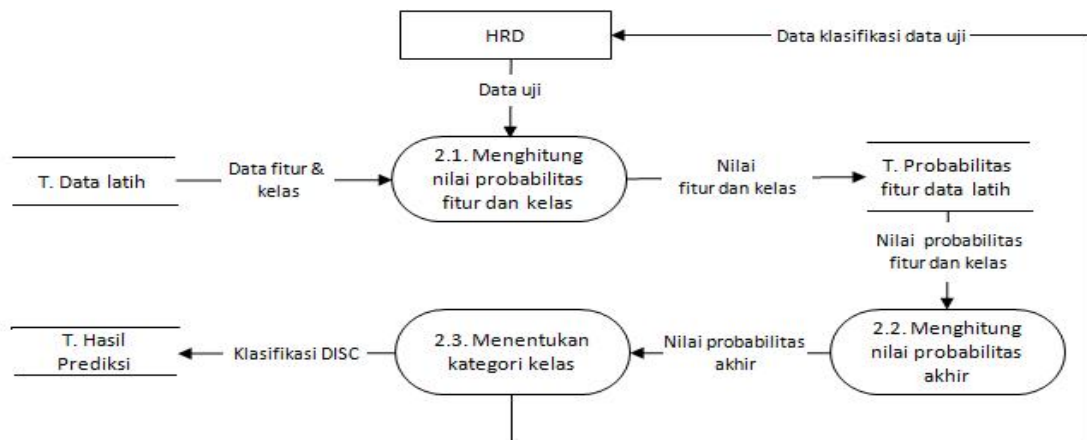 HRD
Data klasifikasi data uji
Data uji
T. Data latih
Data fitur &
kelas
2.1. Menghitung
nilai probabilitas
fitur dan kelas
Nilai
fitur dan kelas
T. Probabilitas
fitur data latih
Nilai probabilitas
fitur dan kelas
T. Hasil
Prediksi
Klasifikasi DISC
2.3. Menentukan
kategori kelas
Nilai probabilitas
akhir
2.2. Menghitung
nilai probabilitas
akhir